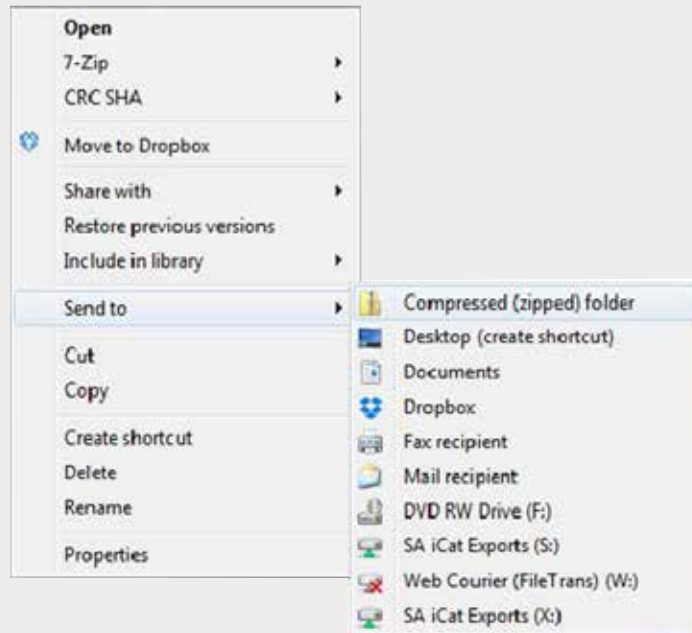 Open
7-Zip
CRC SHA
Move to Dropbox
Share with
Restore previous versions
Include in library
Send to
Cut
Copy
Create shortcut
Delete
Rename
Properties
Compressed (zipped) folder
Desktop (create shortcut)
Documents
Dropbox
Fax recipient
Mail recipient
DVD RW Drive (F:)
SA iCat Exports (S:)
Web Courier (FileTrans) (W:)
SA iCat Exports (X:)